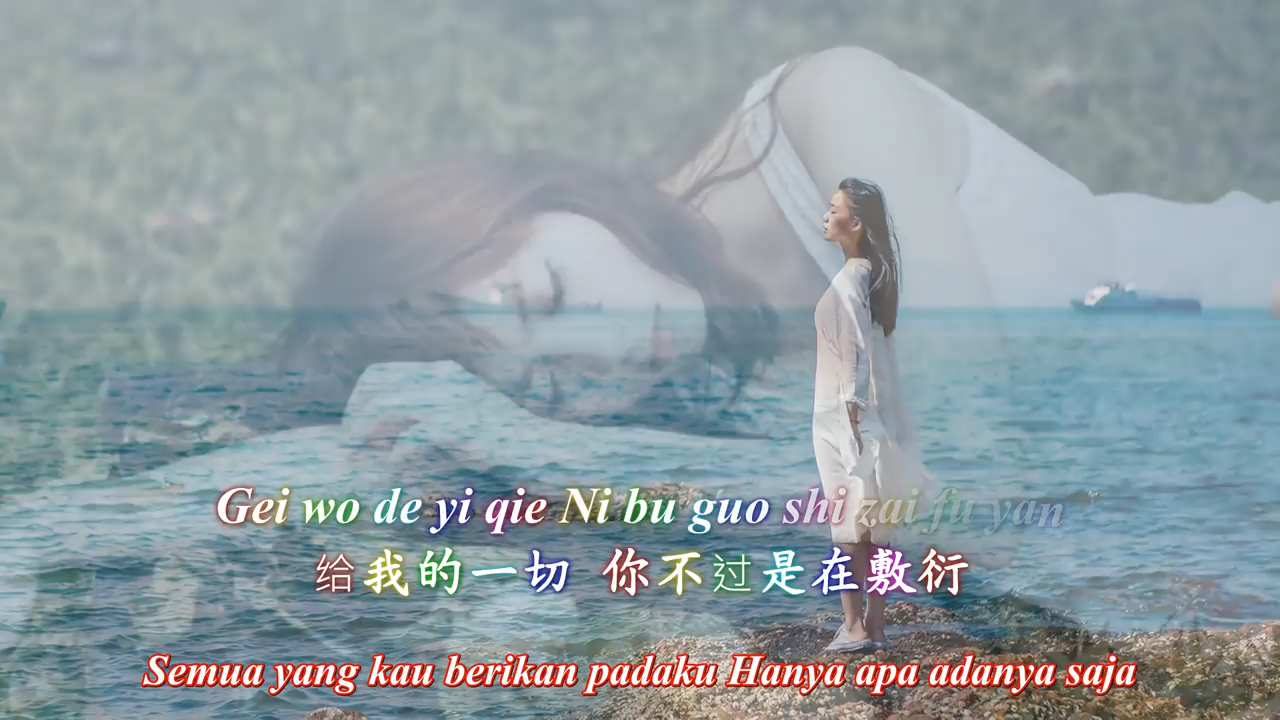 Gei wo de yi qie Ni bu guo shi zai fu yan
给我的一切 你不过是在敷衍
Semua yang kau berikan padaku Hanya apa adanya saja